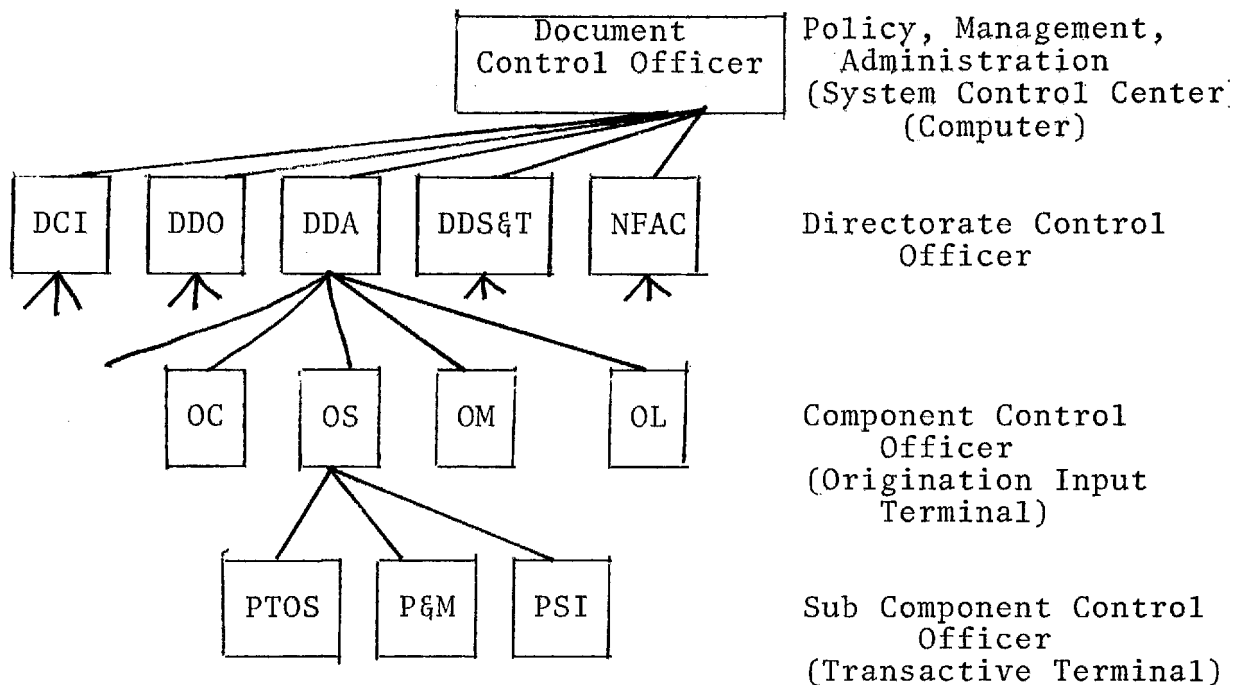 Document
Control Officer
Policy, Management,
Administration
(System Control Center
(Computer)
DCI DDO DDA DDS&T NFAC
Directorate Control
Officer
OC OS OM OL
Component Control
Officer
(Origination Input
Terminal)
PTOS P&M PSI
Sub Component Control
Officer
(Transactive Terminal)